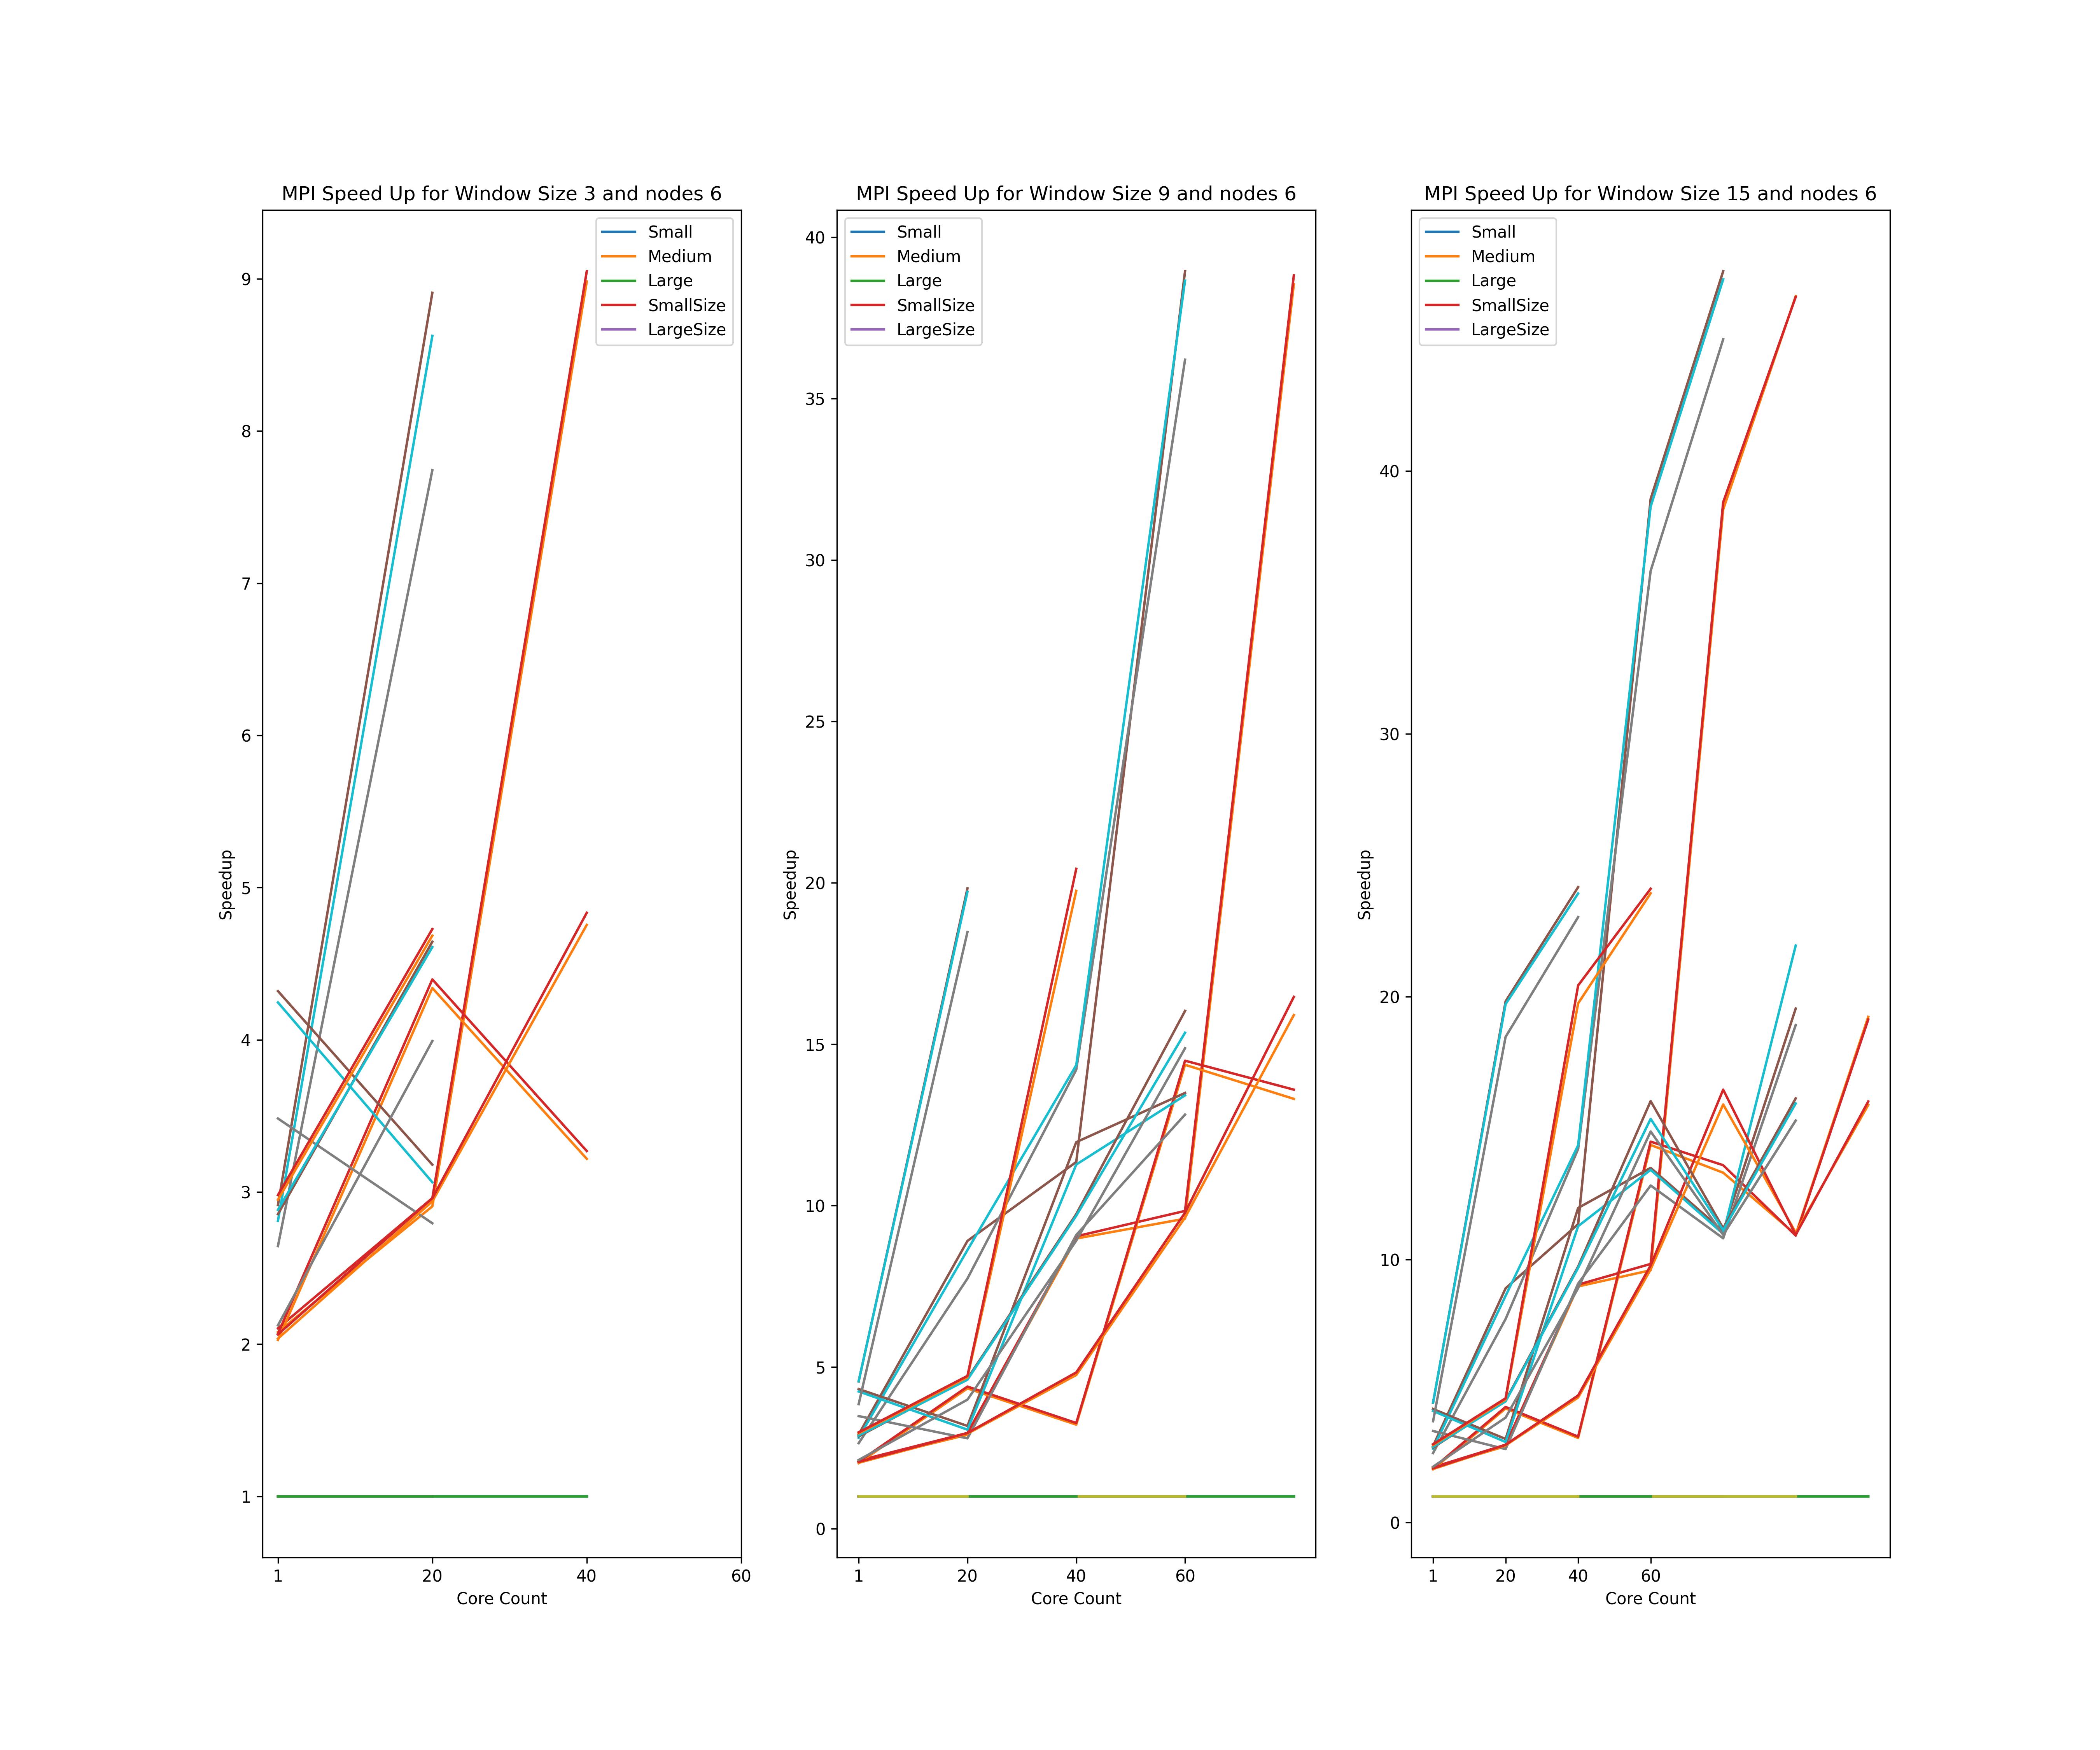 MPI Speed Up for Window Size 3 and nodes 6
Small
Medium
Large
SmallSize
LargeSize
9
8
7
6
5
4
3
2
1
Speedup
1
20
40
60
Core Count
MPI Speed Up for Window Size 9 and nodes 6
Small
Medium
Large
SmallSize
LargeSize
40
35
30
25
20
15
10
5
0
Speedup
1
20
40
60
Core Count
MPI Speed Up for Window Size 15 and nodes 6
Small
Medium
Large
SmallSize
LargeSize
40
30
20
10
0
Speedup
1
20
40
60
Core Count